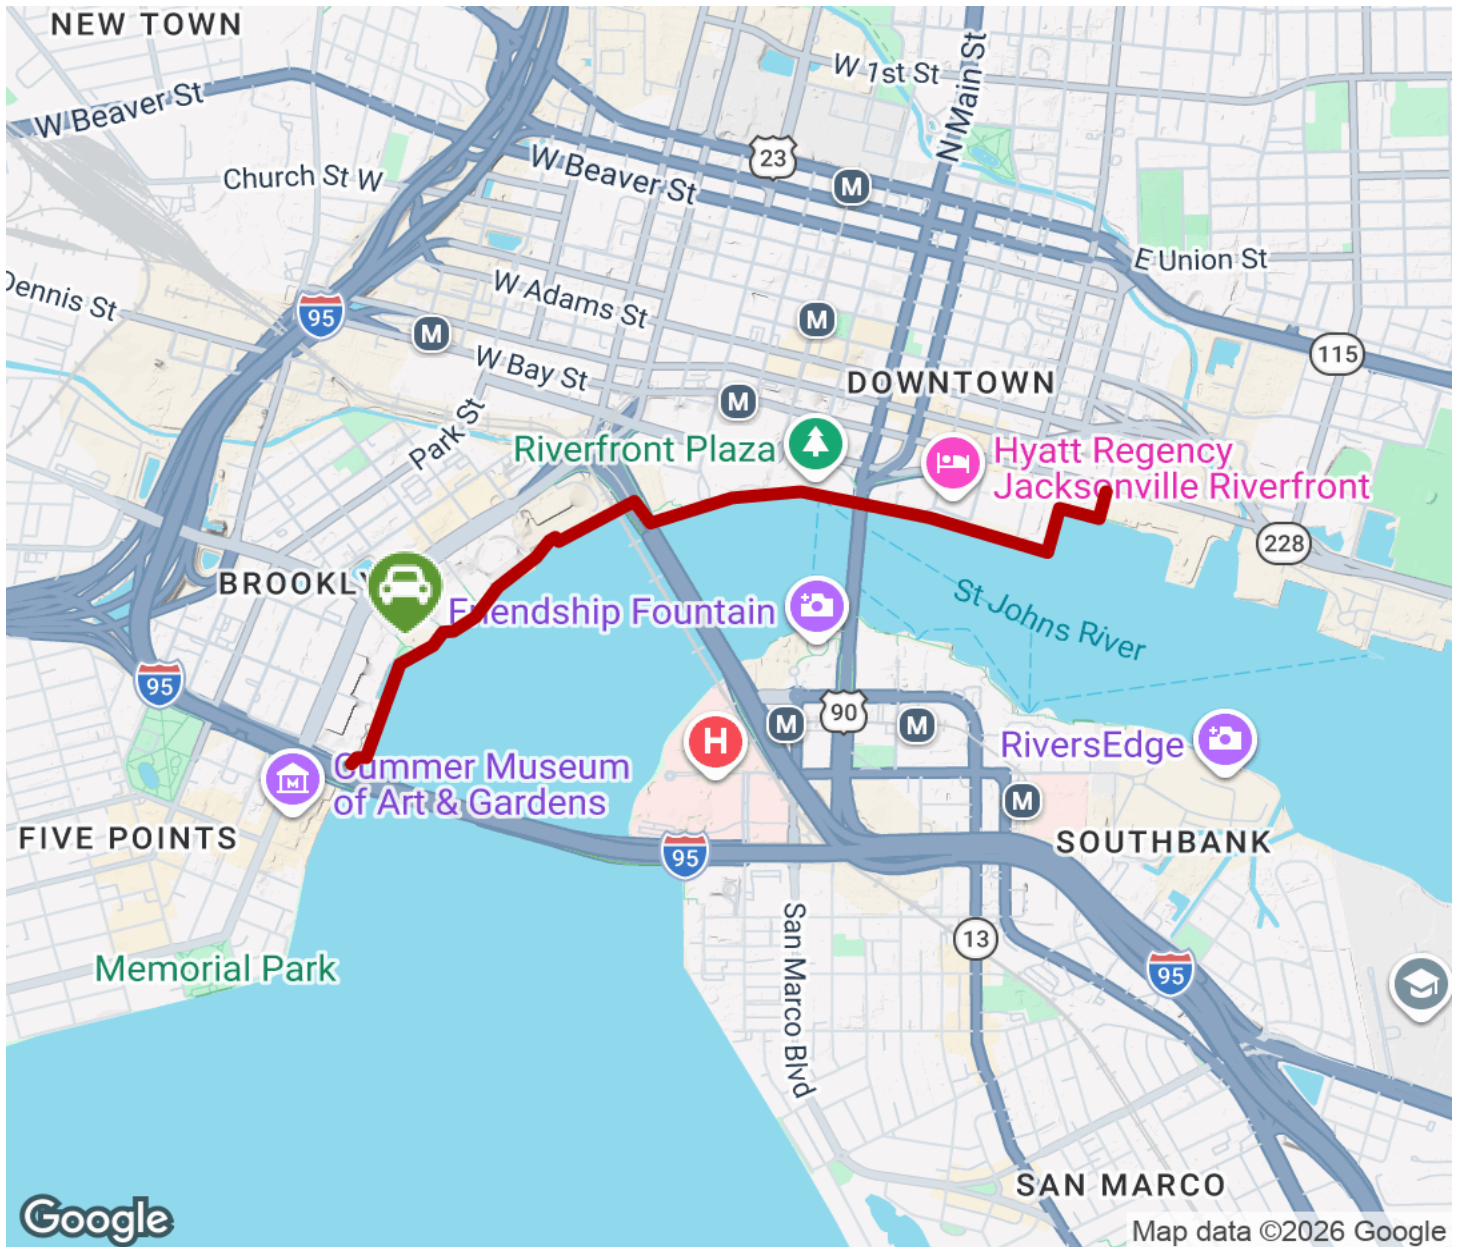 NEW TOWN
W 1st St
N Main St
W Beaver St
23
W Beaver St
M
Church St W
E Union St
Dennis St
W Adams St
95
M
M
115
W Bay St
DOWNTOWN
M
Park St
Riverfront Plaza
Hyatt Regency
Jacksonville Riverfront
228
BROOKLY
Friendship Fountain
St Johns River
95
90
M
M
H
RiversEdge
Cummer Museum
of Art & Gardens
M
M
FIVE POINTS
95
SOUTHBANK
San Marco Blvd
13
Memorial Park
95
SAN MARCO
Google
Map data ©2026 Google